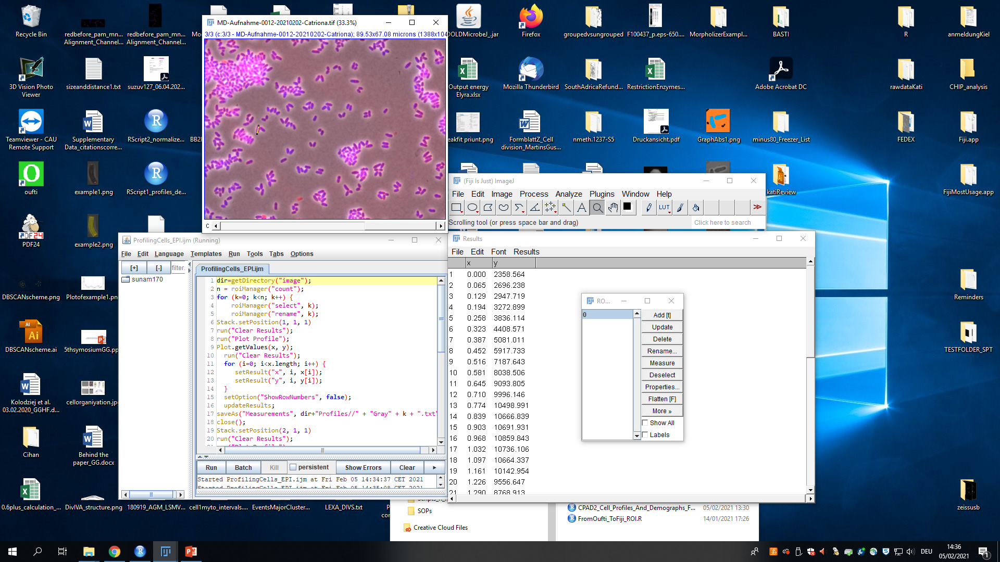 Recycle Bin
redbefore_pam_mn...
Alignment_Channel...
redbefore_pam_mn...
Alignment_Channel...
OLDMicrobeJ_.jar
Firefox
groupedvsungrouped
F100437_p.eps-650....
MorpholizerExampl...
BASTI
R
anmeldungKiel
3D Vision Photo
Viewer
sizeanddistance1.txt
suzuv127_06.04.202...
Output energy
Elyra.xlsx
Mozilla Thunderbird
SouthAdricaRefund...
RestrictionEnzymes...
Adobe Acrobat DC
rawdataKati
CHIP_analysis
Teamviewer - CAU
Remote Support
Supplementary
Data_citationscorre...
RScript2_normalize...
eakfit priunt.png
FormblattZ_Cell
division_MartinsGus...
nmeth.1237-S5
Druckansicht.pdf
GraphAbs1.png
minus80_Freezer_List
FEDEX
Fiji.app
oufti
example1.png
RScript1_profiles_de...
katiReview
FijiMostUsage.app
PDF24
example2.png
DBSCANscheme.png
Plotofexample1.pn
Reminders
DBSCANscheme.ai
5thsymosiumGG.pp
TESTFOLDER_SPT
Kolodziej et al.
03.02.2020_GGHF.d...
cellorganiyation.jp
Cihan
Behind the
paper_GG.docx
0.6plus_calculation_...
DivIVA_structure.png
180919_AGM_LSMV...
cell1myto_intervals....
EventsMajorCluster...
LEXA_DIVS.txt
zeissusb
MD-Aufnahme-0012-20210202-Catriona.tif (33.3%)
3/3 (c:3/3 - MD-Aufnahme-0012-20210202-Catriona); 89.53x67.08 microns (1388x104
c
ProfilingCells_EPI.ijm (Running)
File Edit Language Templates Run Tools Tabs Options
[+] [-] filter.
sunam170
ProfilingCells_EPI.ijm
1 dir=getDirectory("image");
2 n = roiManager("count");
3 for (k=0; k<n; k++) {
4 roiManager("select", k);
5 roiManager("rename", k);
6 Stack.setPosition(1, 1, 1)
7 run("Clear Results");
8 run("Plot Profile");
9 Plot.getValues(x, y);
10 run("Clear Results");
11 for (i=0; i<x.length; i++) {
12 setResult("x", i, x[i]);
13 setResult("y", i, y[i]);
14 }
15 setOption("ShowRowNumbers", false);
16 updateResults;
17 saveAs("Measurements", dir+"Profiles//" + "Gray" + k + ".txt"
18 close();
19 Stack.setPosition(2, 1, 1)
20 run("Clear Results");
Run Batch Kill persistent Show Errors Clear
Started ProfilingCells_EPI.ijm at Fri Feb 05 14:34:37 CET 2021
Started ProfilingCells_EPI.ijm at Fri Feb 05 14:35:08 CET 2021
(Fiji Is Just) ImageJ
File Edit Image Process Analyze Plugins Window Help
A LUT >>
Scrolling tool (or press space bar and drag)
Click here to search
Results
File Edit Font Results
x y
1 0.000 2358.564
2 0.065 2696.238
3 0.129 2947.719
4 0.194 3272.899
5 0.258 3836.114
6 0.323 4408.571
7 0.387 5081.011
8 0.452 5917.733
9 0.516 7187.643
10 0.581 8038.506
11 0.645 9093.805
12 0.710 9996.146
13 0.774 10498.991
14 0.839 10666.839
15 0.903 10691.931
16 0.968 10859.843
17 1.032 10736.106
18 1.097 10664.337
19 1.161 10142.954
20 1.226 9556.647
21 1.290 8768.913
RO...
0
Add [t]
Update
Delete
Rename...
Measure
Deselect
Properties...
Flatten [F]
More »
Show All
Labels
SOPs
Creative Cloud Files
CPAD2_Cell_Profiles_And_Demographs_F... 05/02/2021 13:30
FromOufti_ToFiji_ROI.R 14/01/2021 17:26
DEU
14:36
05/02/2021
1